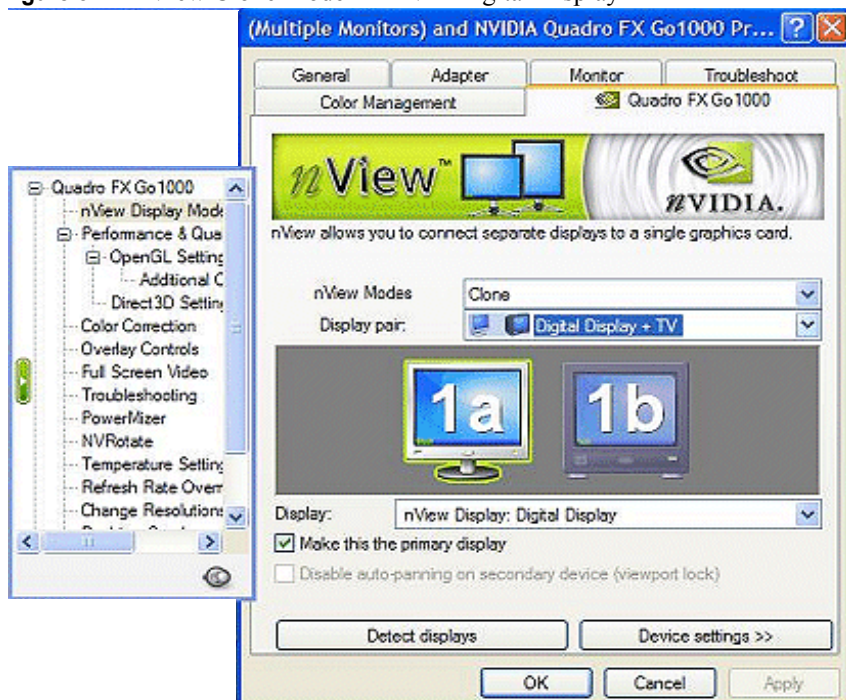 (Multiple Monitors) and NVIDIA Quadro FX Go1000 Pr...
General Adapter Monitor Troubleshoot
Color Management Quadro FX Go1000
nView™
nVIDIA.
nView allows you to connect separate displays to a single graphics card.
nView Modes Clone
Display pair: Digital Display + TV
1a 1b
Display: nView Display: Digital Display
Make this the primary display
Disable auto-panning on secondary device (viewport lock)
Detect displays Device settings >>
OK Cancel Apply
Quadro FX Go1000
nView Display Mode
Performance & Qua
OpenGL Setting
Additional C
Direct3D Setting
Color Correction
Overlay Controls
Full Screen Video
Troubleshooting
PowerMizer
NVRotate
Temperature Setting
Refresh Rate Overr
Change Resolutions